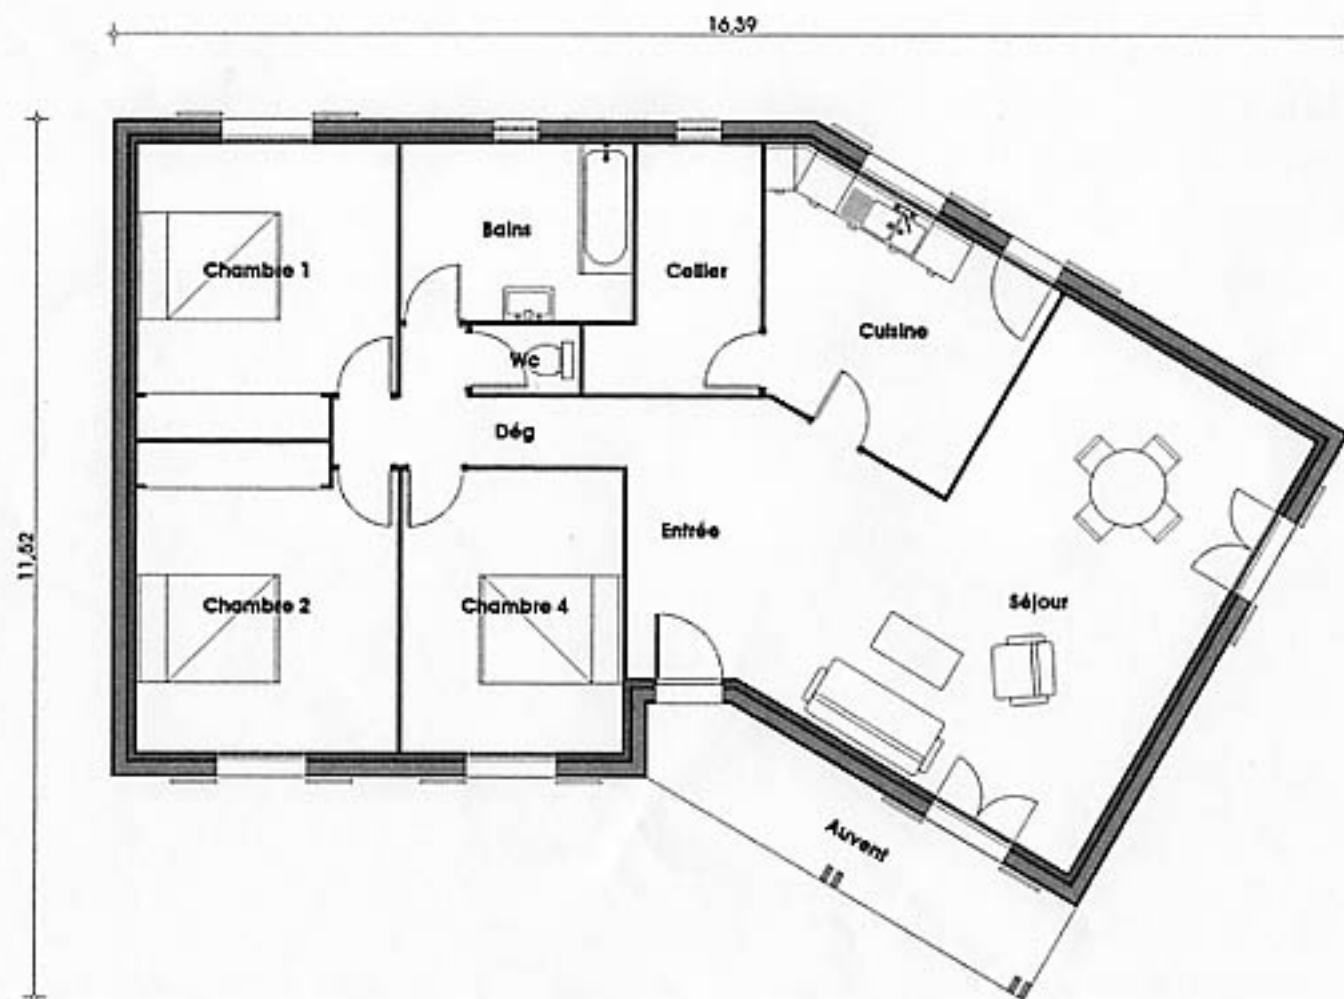 16,39
Bains
Chambre 1
Cellier
Cuisine
Wc
Dég
Entrée
11,52
Chambre 2
Chambre 4
Séjour
Auvent